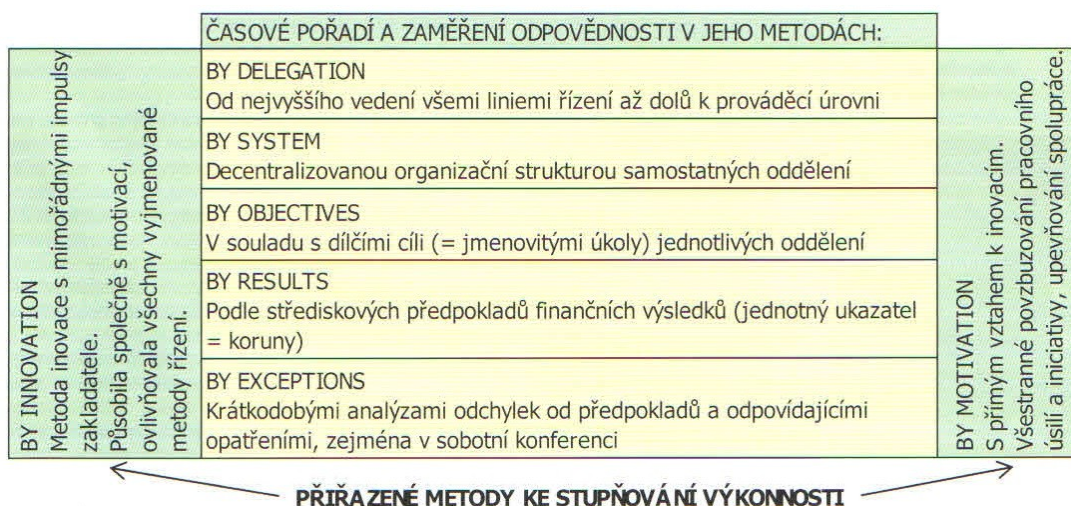 ČASOVÉ POŘADÍ A ZAMĚŘENÍ ODPOVĚDNOSTI V JEHO METODÁCH:
BY INNOVATION
Metoda inovace s mimořádnými impulsy
zakladatele.
Působila společně s motivací,
ovlivňovala všechny vyjmenované
metody řízení.
BY DELEGATION
Od nejvyššího vedení všemi liniemi řízení až dolů k prováděcí úrovni
BY SYSTEM
Decentralizovanou organizační strukturou samostatných oddělení
BY OBJECTIVES
V souladu s dílčími cíli (= jmenovitými úkoly) jednotlivých oddělení
BY RESULTS
Podle střediskových předpokladů finančních výsledků (jednotný ukazatel
= koruny)
BY EXCEPTIONS
Krátkodobými analýzami odchylek od předpokladů a odpovídajícími
opatřeními, zejména v sobotní konferenci
BY MOTIVATION
S přímým vztahem k inovacím.
Všestranné povzbuzování pracovního
úsilí a iniciativy, upevňování spolupráce.
PŘIŘAZENÉ METODY KE STUPŇOVÁNÍ VÝKONNOSTI